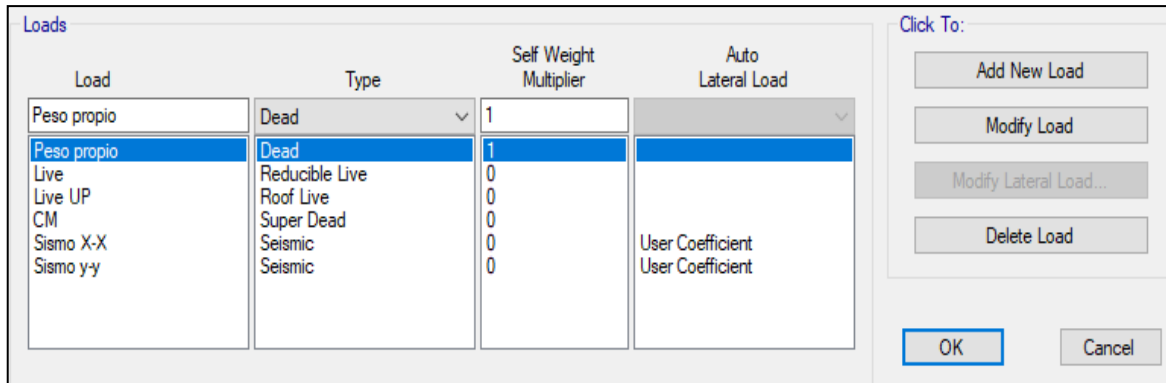 Loads
Load Type Self Weight Multiplier Auto Lateral Load
Peso propio Dead 1
Peso propio Dead 1
Live Reducible Live 0
Live UP Roof Live 0
CM Super Dead 0
Sismo X-X Seismic 0 User Coefficient
Sismo y-y Seismic 0 User Coefficient
Click To:
Add New Load
Modify Load
Modify Lateral Load...
Delete Load
OK Cancel